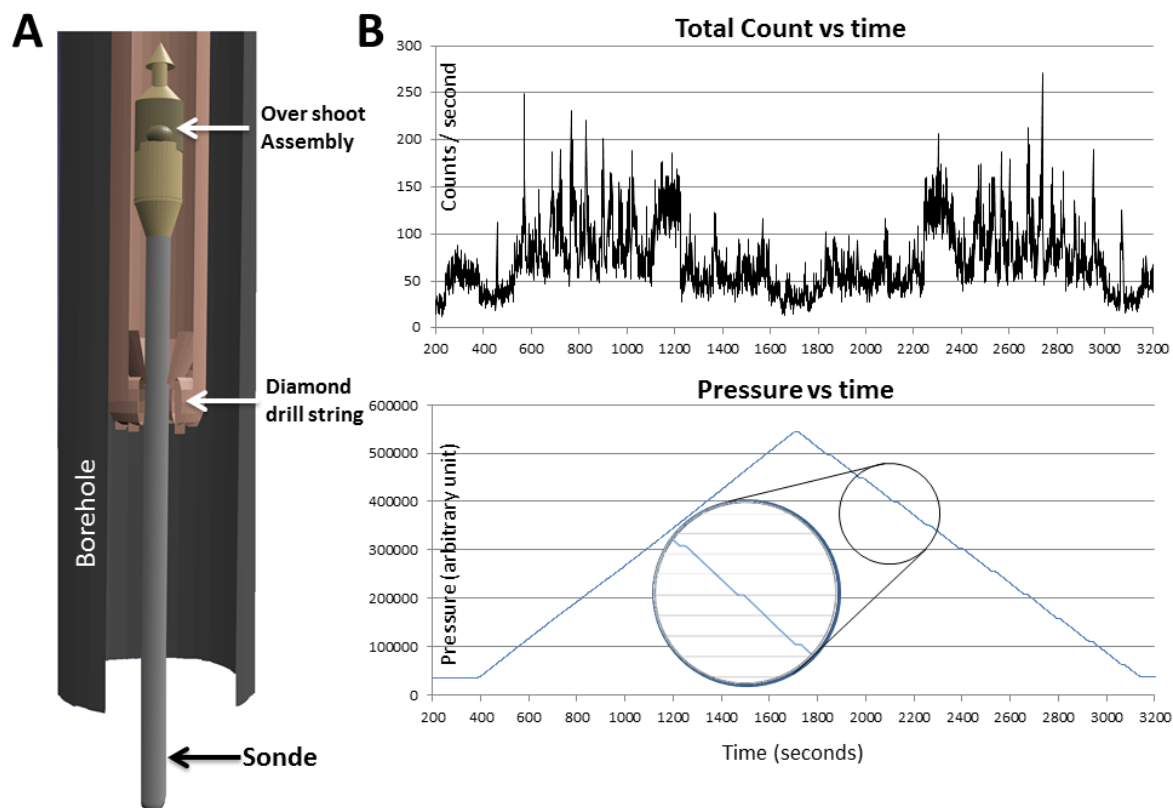 A
Over shoot
Assembly
Diamond
drill string
Borehole
Sonde
B
Total Count vs time
Counts / second
300
250
200
150
100
50
0
200 400 600 800 1000 1200 1400 1600 1800 2000 2200 2400 2600 2800 3000 3200
Pressure vs time
Pressure (arbitrary unit)
600000
500000
400000
300000
200000
100000
0
200 400 600 800 1000 1200 1400 1600 1800 2000 2200 2400 2600 2800 3000 3200
Time (seconds)